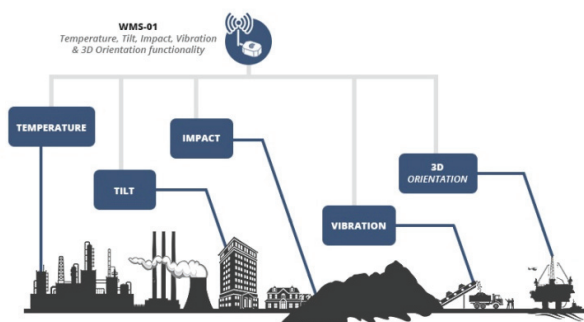 WMS-01
Temperature, Tilt, Impact, Vibration
& 3D Orientation functionality
TEMPERATURE
IMPACT
TILT
3D
ORIENTATION
VIBRATION